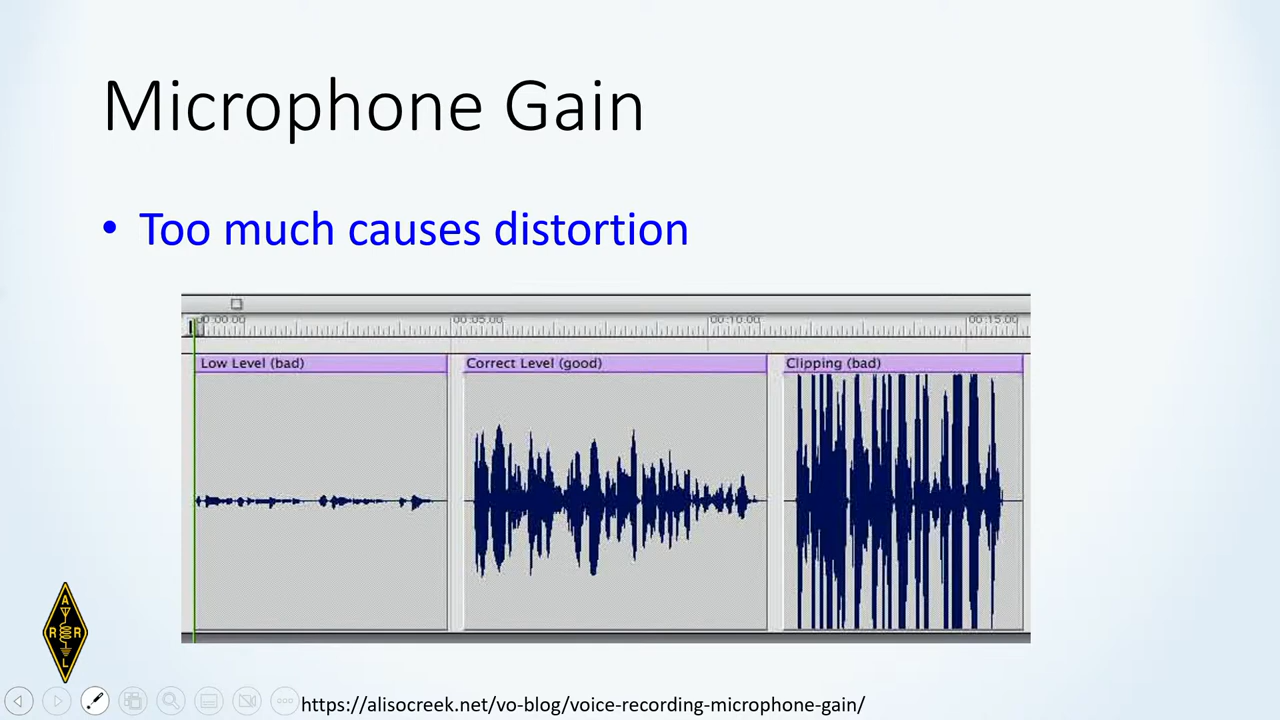 Microphone Gain
• Too much causes distortion
00:00.00 00:05.00 00:10.00 00:15.00
Low Level (bad) Correct Level (good) Clipping (bad)
A
R R
L
https://alisocreek.net/vo-blog/voice-recording-microphone-gain/